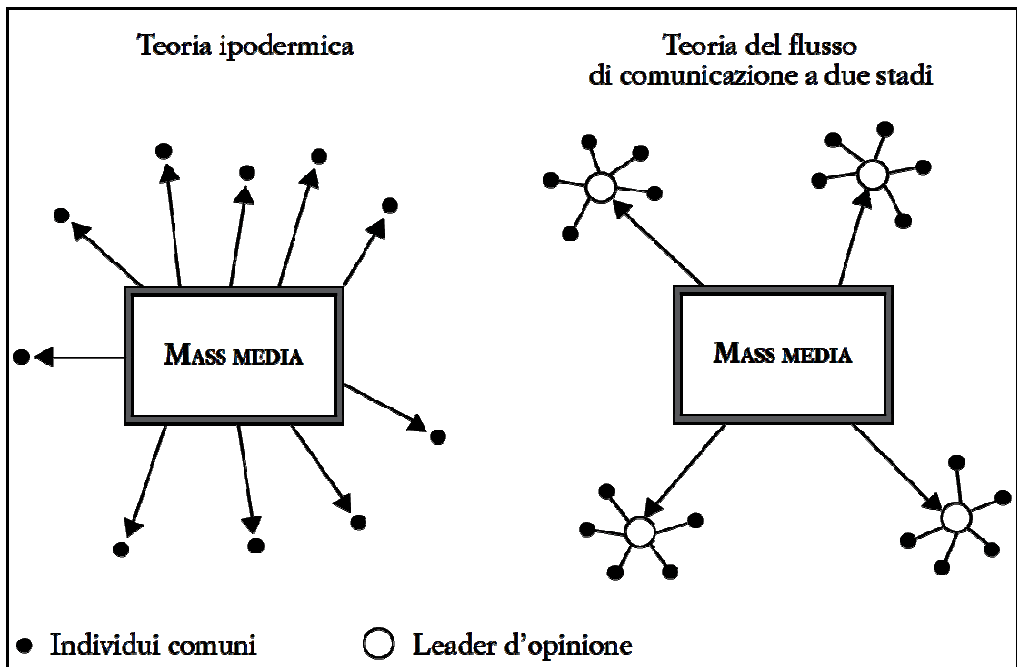 Teoria ipodermica
Teoria del flusso
di comunicazione a due stadi
MASS MEDIA
MASS MEDIA
Individui comuni
Leader d'opinione